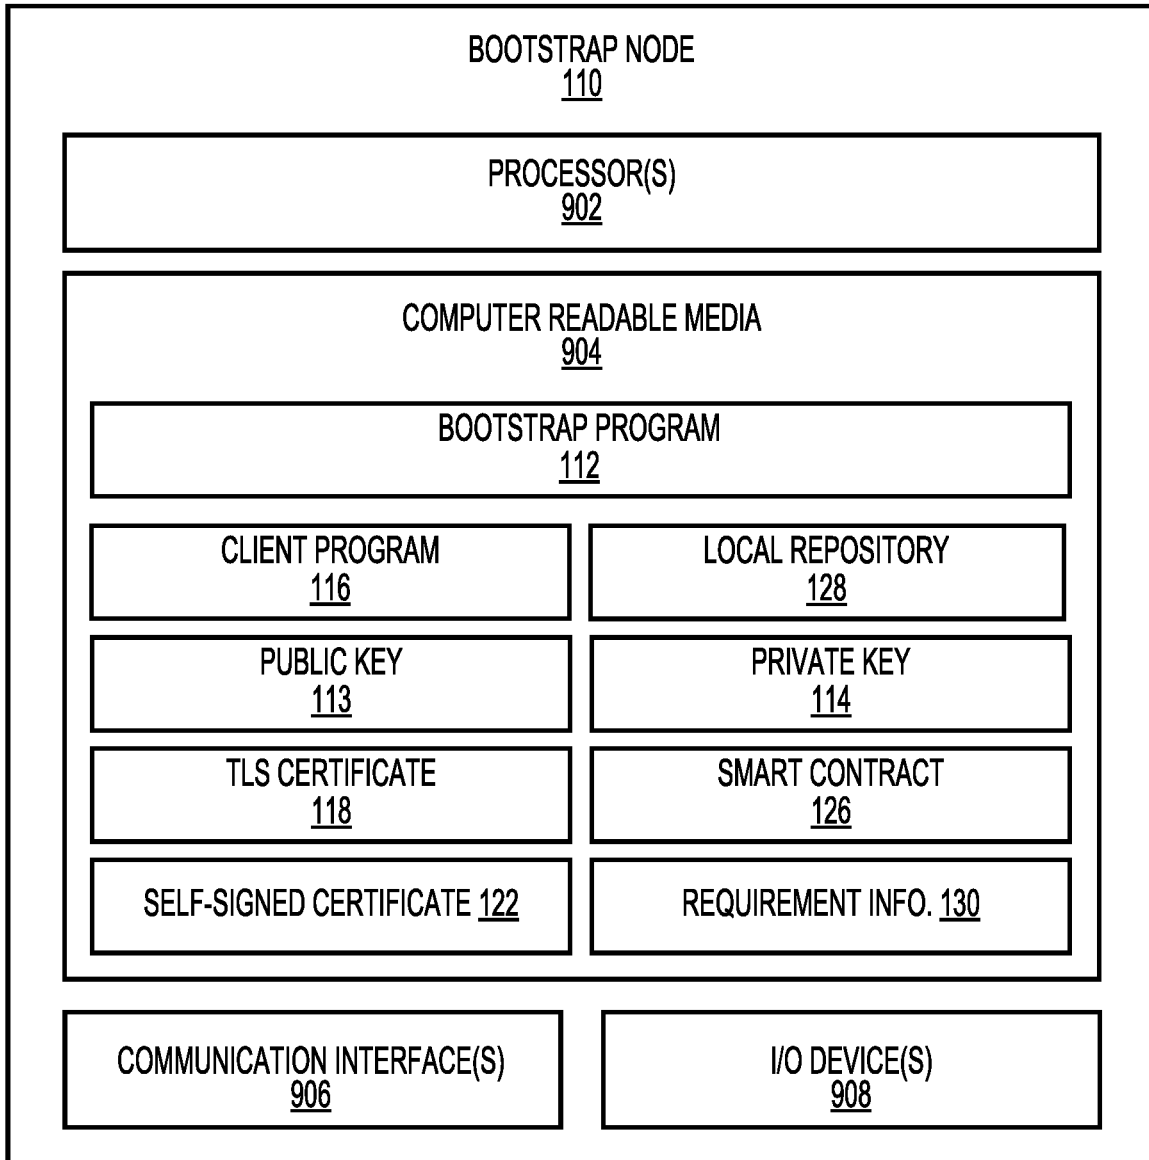 BOOTSTRAP NODE
110
PROCESSOR(S)
902
COMPUTER READABLE MEDIA
904
BOOTSTRAP PROGRAM
112
CLIENT PROGRAM
116
LOCAL REPOSITORY
128
PUBLIC KEY
113
PRIVATE KEY
114
TLS CERTIFICATE
118
SMART CONTRACT
126
SELF-SIGNED CERTIFICATE 122
REQUIREMENT INFO. 130
COMMUNICATION INTERFACE(S)
906
I/O DEVICE(S)
908